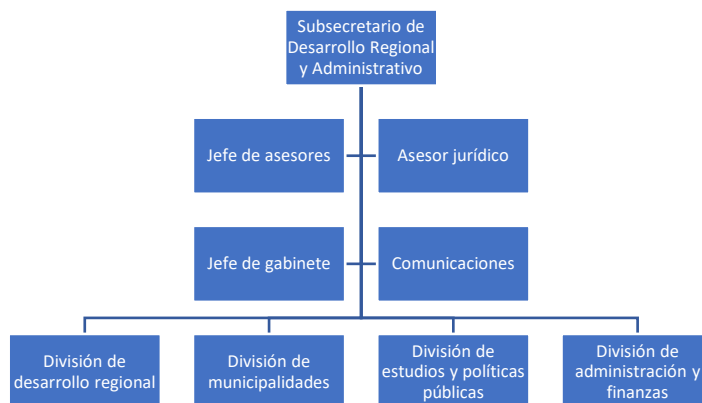 Subsecretario de
Desarrollo Regional
y Administrativo
Jefe de asesores
Asesor jurídico
Jefe de gabinete
Comunicaciones
División de
desarrollo regional
División de
municipalidades
División de
estudios y políticas
públicas
División de
administración y
finanzas